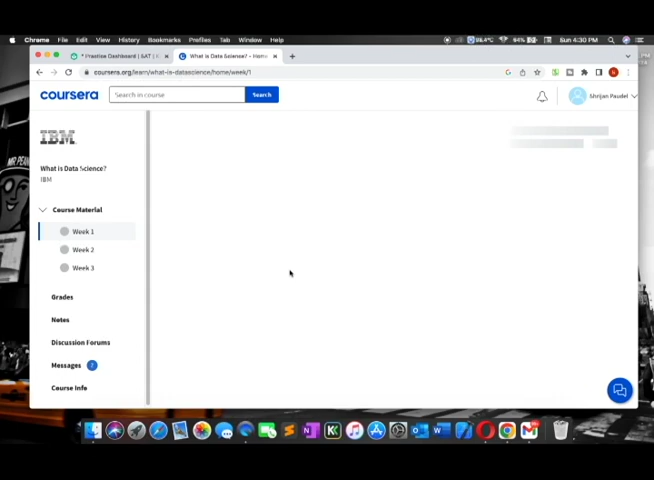 Chrome File Edit View History Bookmarks Profiles Tab Window Help Sun 4:30 PM
* Practice Dashboard | SAT | What is Data Science? - Home
coursera.org/learn/what-is-datascience/home/week/1
coursera Search in course Search Shrijan Paudel
IBM
What is Data Science?
IBM
Course Material
Week 1
Week 2
Week 3
Grades
Notes
Discussion Forums
Messages 7
Course Info